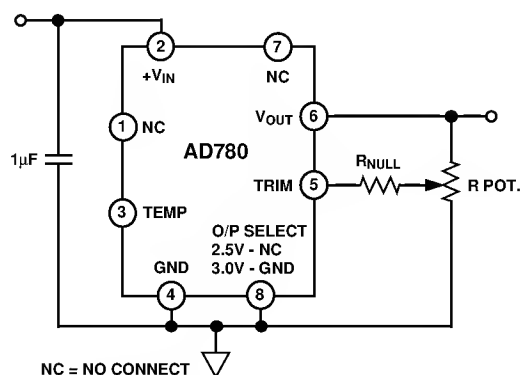 2
7
+VIN
NC
6
VOUT
1
NC
1μF
AD780
RNULL
TRIM
5
R POT.
3
TEMP
O/P SELECT
2.5V - NC
3.0V - GND
GND
4
8
NC = NO CONNECT